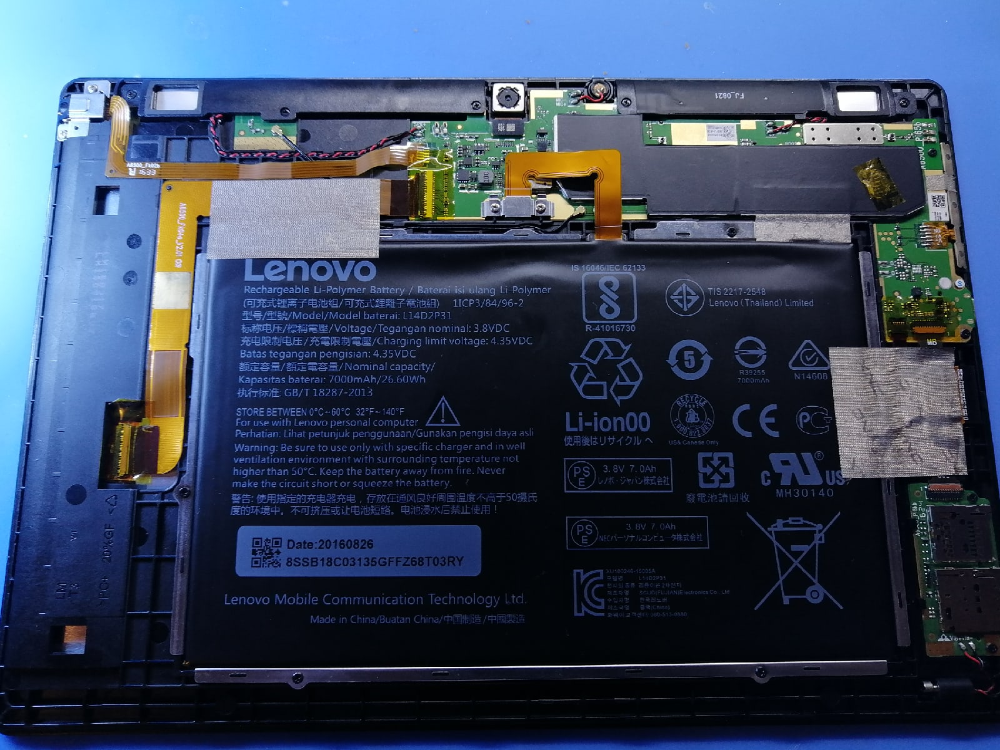 FJ_0821
A6500_FK02b
R 1633
A6500_FK01c_V2.01
100
Lenovo
Rechargeable Li-Polymer Battery / Baterai isi ulang Li-Polymer
(可充式锂离子电池组/可充式鋰離子電池組) 1ICP3/84/96-2
型号/型號/Model/Model baterai: L14D2P31
标称电压/標稱電壓/Voltage/Tegangan nominal: 3.8VDC
充电限制电压/充電限制電壓/Charging limit voltage: 4.35VDC
Batas tegangan pengisian: 4.35VDC
额定容量/額定電容量/Nominal capacity/
Kapasitas baterai: 7000mAh/26.60Wh
执行标准: GB/T 18287-2013
STORE BETWEEN 0°C~60°C 32°F~140°F
For use with Lenovo personal computer
Perhatian: Lihat petunjuk penggunaan/Gunakan pengisi daya asli
Warning: Be sure to use only with specific charger and in well
ventilation environment with surrounding temperature not
higher than 50°C. Keep the battery away from fire. Never
make the circuit short or squeeze the battery.
警告: 使用指定的充电器充电，存放在通风良好周围温度不高于50摄氏
度的环境中。不可挤压或让电池短路。电池浸水后禁止使用！
Date:20160826
8SSB18C03135GFFZ68T03RY
Lenovo Mobile Communication Technology Ltd.
Made in China/Buatan China/中国制造/中國製造
IS 16046/IEC 62133
R-41016730
TIS 2217-2548
Lenovo (Thailand) Limited
5
R39255
7000mAh
N14608
Li-ion00
使用後はリサイクル へ
RECYCLE
1.800.822.8837
US& Canada Only
CE
PS E 3.8V 7.0Ah
レノボ・ジャパン株式会社
廢電池請回收
c RU ® US
MH30140
PS E 3.8V 7.0Ah
NECパーソナルコンピュータ株式会社
XU100246-15005A
L14D2P31
SCUD(FUJIAN)Electronics Co., Ltd
중국(China)
080-513-0880
MB
20%GF